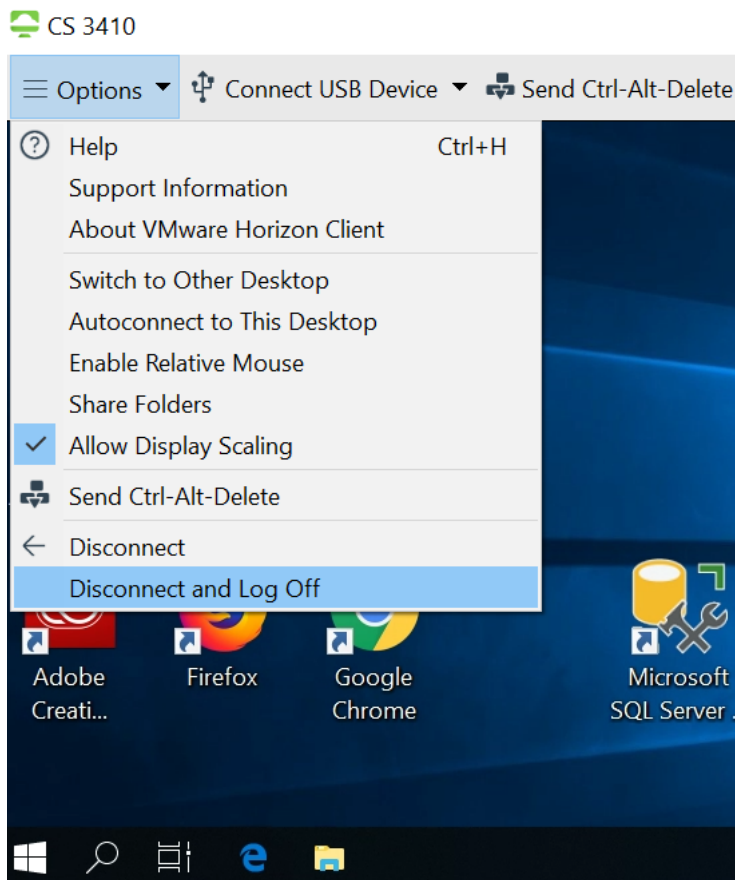 CS 3410
Options
Connect USB Device
Send Ctrl-Alt-Delete
Help Ctrl+H
Support Information
About VMware Horizon Client
Switch to Other Desktop
Autoconnect to This Desktop
Enable Relative Mouse
Share Folders
Allow Display Scaling
Send Ctrl-Alt-Delete
Disconnect
Disconnect and Log Off
Adobe
Creati...
Firefox
Google
Chrome
Microsoft
SQL Server .